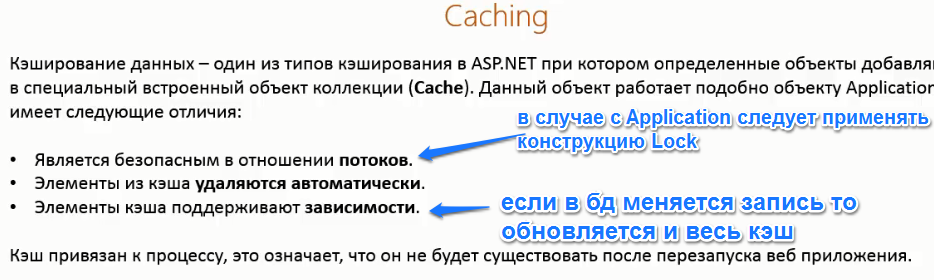 Caching
Кэширование данных – один из типов кэширования в ASP.NET при котором определенные объекты добавля
в специальный встроенный объект коллекции (Cache). Данный объект работает подобно объекту Application
имеет следующие отличия:
в случае с Application следует применять
конструкцию Lock
• Является безопасным в отношении потоков.
• Элементы из кэша удаляются автоматически.
• Элементы кэша поддерживают зависимости.
если в бд меняется запись то
обновляется и весь кэш
Кэш привязан к процессу, это означает, что он не будет существовать после перезапуска веб приложения.